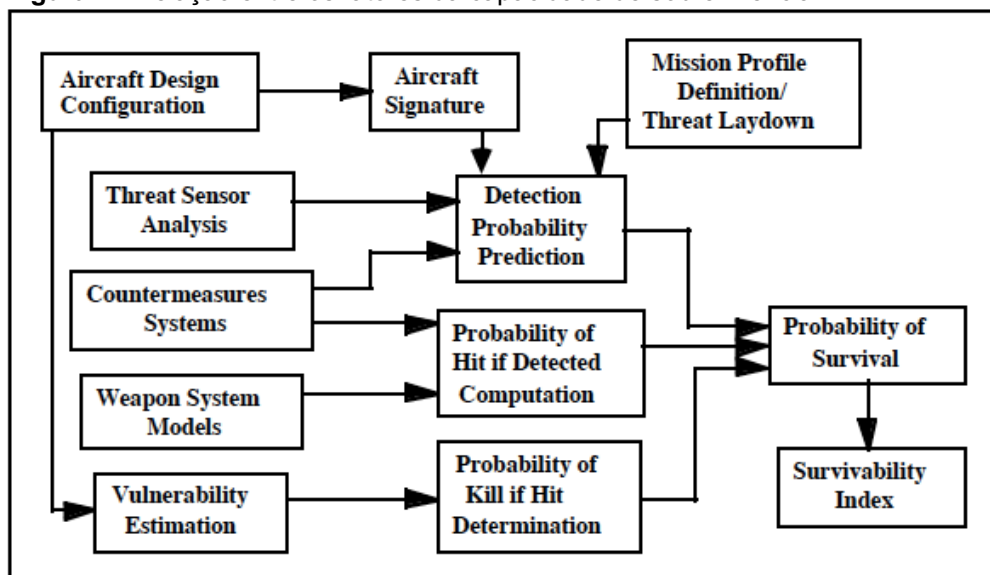 Aircraft Design
Configuration
Aircraft
Signature
Mission Profile
Definition/
Threat Laydown
Threat Sensor
Analysis
Detection
Probability
Prediction
Countermeasures
Systems
Probability of
Hit if Detected
Computation
Probability of
Survival
Weapon System
Models
Vulnerability
Estimation
Probability of
Kill if Hit
Determination
Survivability
Index